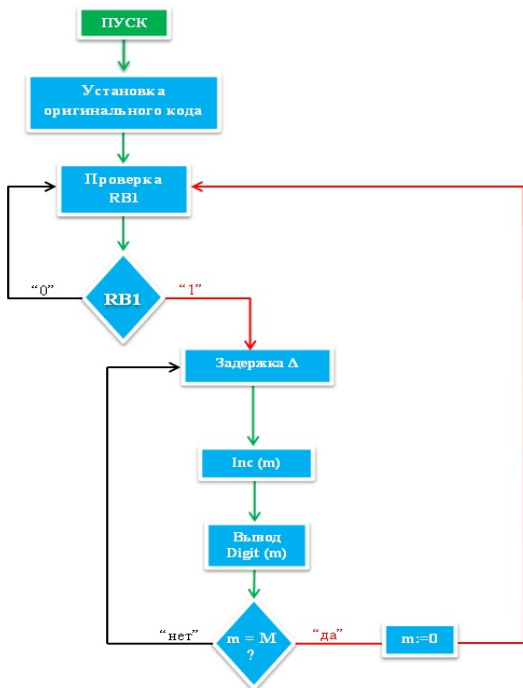 ПУСК
Установка
оригинального кода
Проверка
RB1
“0”
RB1
“1”
Задержка Δ
Inc (m)
Вывод
Digit (m)
“нет”
m = M
?
“да”
m:=0